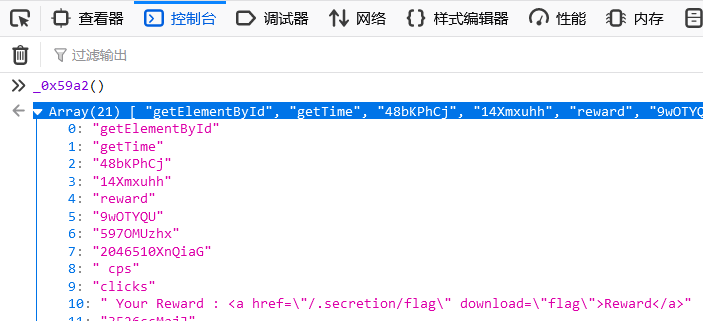 查看器 控制台 调试器 网络 样式编辑器 性能 内存
过滤输出
_0x59a2()
Array(21) [ "getElementById", "getTime", "48bKPhCj", "14Xmxuhh", "reward", "9wOTYQ
0: "getElementById"
1: "getTime"
2: "48bKPhCj"
3: "14Xmxuhh"
4: "reward"
5: "9wOTYQU"
6: "597OMUzhx"
7: "2046510XnQiaG"
8: " cps"
9: "clicks"
10: " Your Reward : <a href=\"/.secretion/flag\" download=\"flag\">Reward</a>"